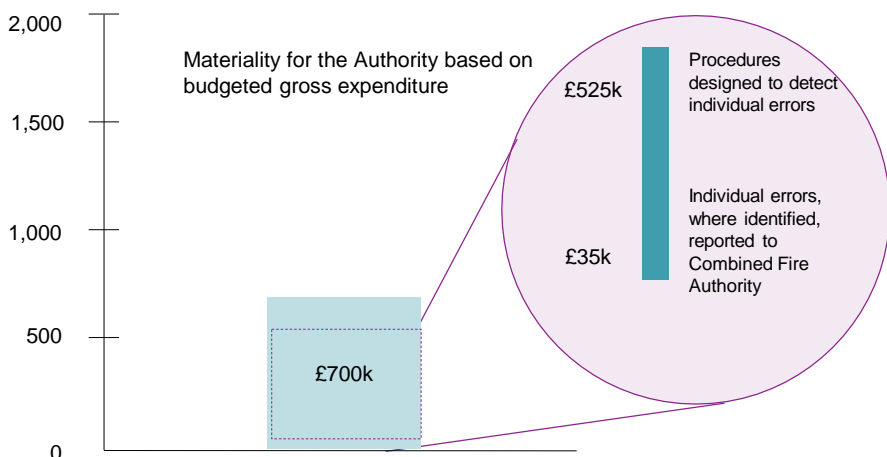 2,000
Materiality for the Authority based on
budgeted gross expenditure
1,500
1,000
500
0
£700k
£525k
Procedures
designed to detect
individual errors
£35k
Individual errors,
where identified,
reported to
Combined Fire
Authority